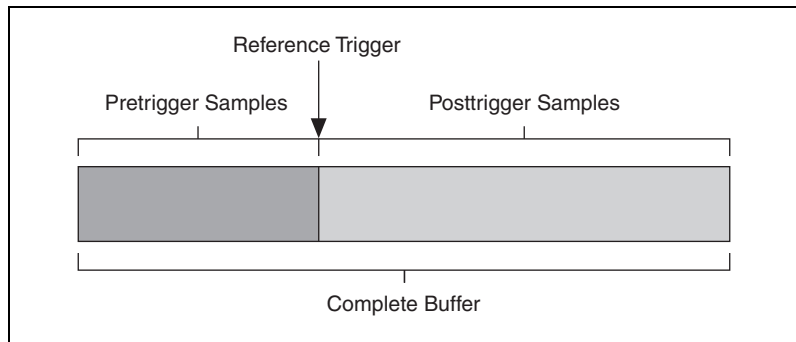 Reference Trigger
Pretrigger Samples
Posttrigger Samples
Complete Buffer